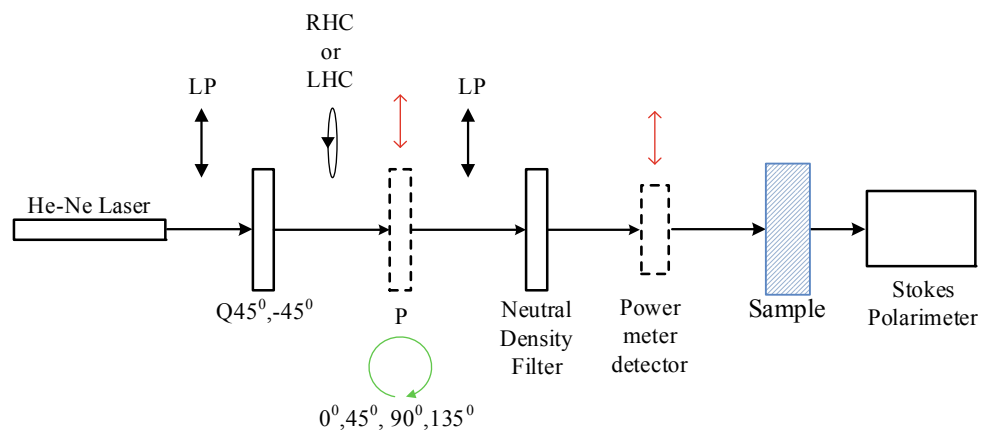 RHC
or
LHC
LP
LP
He-Ne Laser
Q45⁰,-45⁰
P
Neutral
Density
Filter
Power
meter
detector
Sample
Stokes
Polarimeter
0⁰,45⁰, 90⁰,135⁰